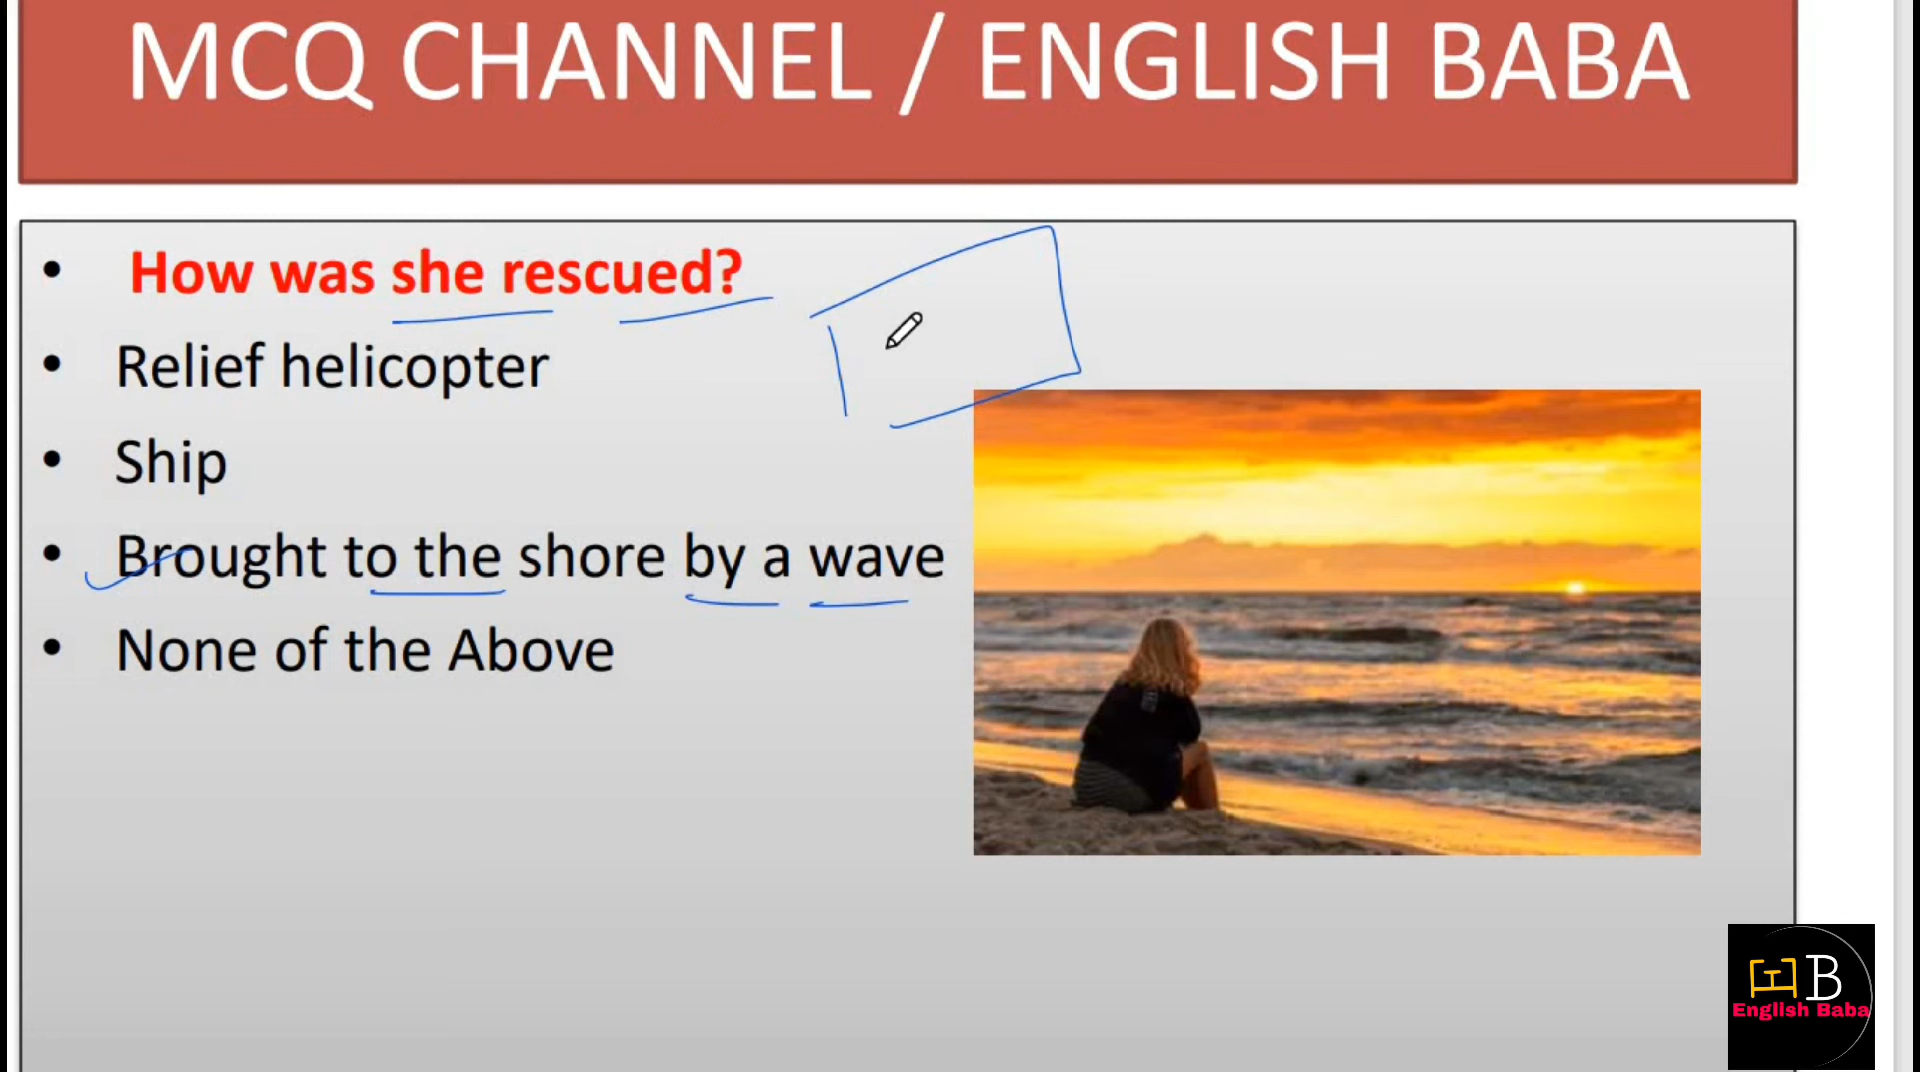 MCQ CHANNEL / ENGLISH BABA
• How was she rescued?
• Relief helicopter
• Ship
• Brought to the shore by a wave
• None of the Above
EB
English Baba